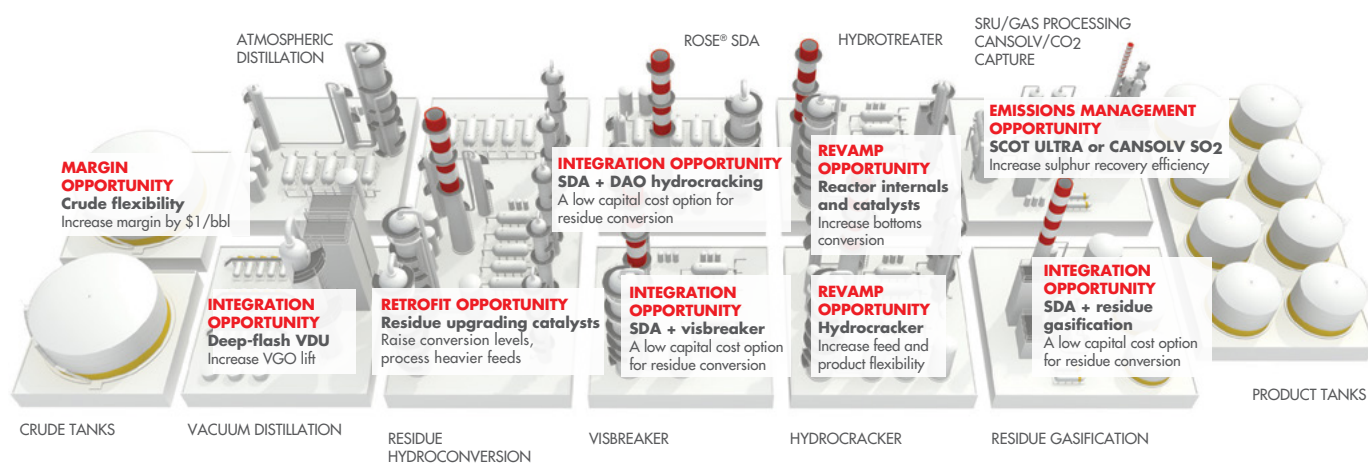 ATMOSPHERIC
DISTILLATION
ROSE® SDA
HYDROTREATER
SRU/GAS PROCESSING
CANSOLV/CO2
CAPTURE
MARGIN
OPPORTUNITY
Crude flexibility
Increase margin by $1/bbl
INTEGRATION OPPORTUNITY
SDA + DAO hydrocracking
A low capital cost option for
residue conversion
REVAMP
OPPORTUNITY
Reactor internals
and catalysts
Increase bottoms
conversion
EMISSIONS MANAGEMENT
OPPORTUNITY
SCOT ULTRA or CANSOLV SO2
Increase sulphur recovery efficiency
INTEGRATION
OPPORTUNITY
Deep-flash VDU
Increase VGO lift
RETROFIT OPPORTUNITY
Residue upgrading catalysts
Raise conversion levels,
process heavier feeds
INTEGRATION
OPPORTUNITY
SDA + visbreaker
A low capital cost option
for residue conversion
REVAMP
OPPORTUNITY
Hydrocracker
Increase feed and
product flexibility
INTEGRATION
OPPORTUNITY
SDA + residue
gasification
A low capital cost option
for residue conversion
CRUDE TANKS
VACUUM DISTILLATION
RESIDUE
HYDROCONVERSION
VISBREAKER
HYDROCRACKER
RESIDUE GASIFICATION
PRODUCT TANKS